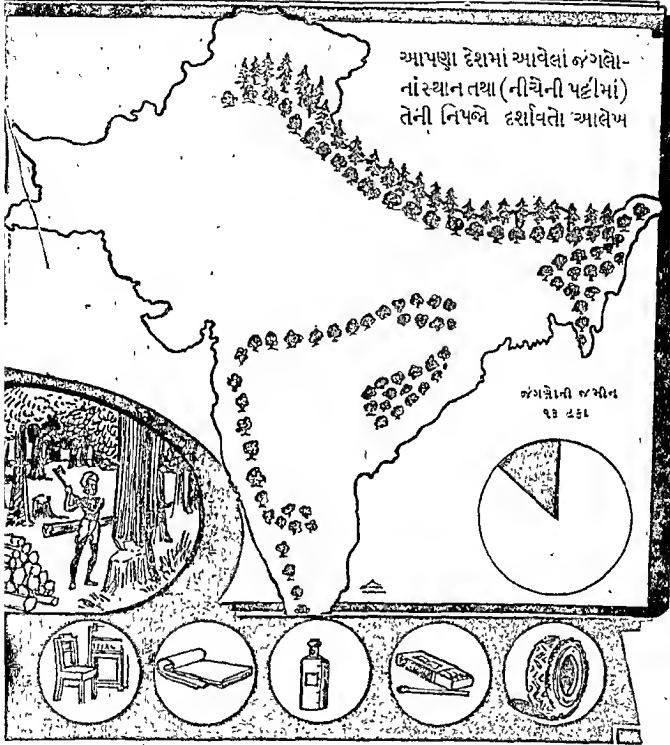 આપણા દેશમાં આવેલાં જંગલો-
નાં સ્થાન તથા (નીચેની પટ્ટીમાં)
તેની નિપજો દર્શાવતો આલેખ
જંગલોની જમીન
૧૩ ટકા